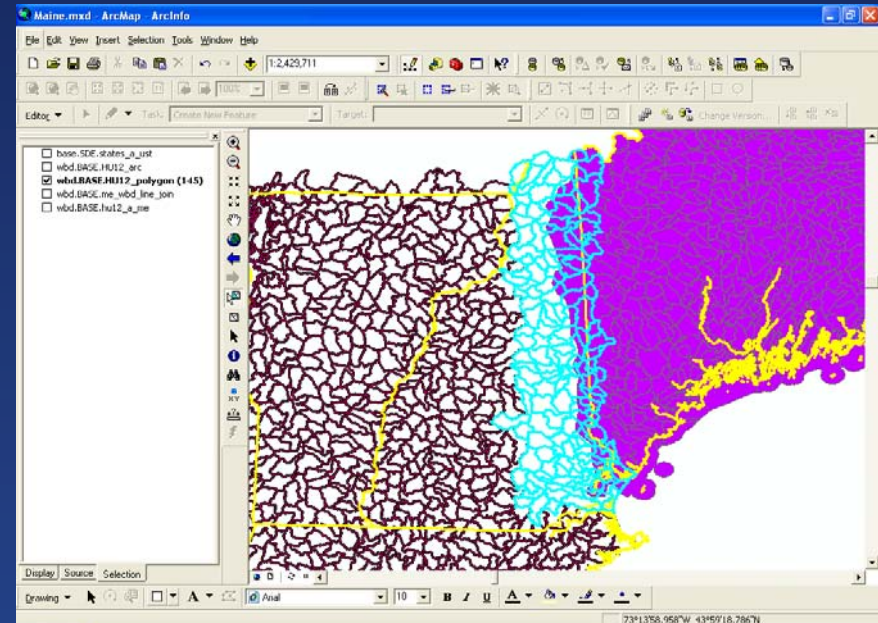 Maine.mxd - ArcMap - ArcInfo
File Edit View Insert Selection Tools Window Help
1:2,429,711
100%
Editor Task: Create New Feature Target: Change Version...
base.SDE.states_a_ust
wbd.BASE.HU12_arc
wbd.BASE.HU12_polygon (145)
wbd.BASE.me_wbd_line_join
wbd.BASE.hu12_a_me
XY
Display Source Selection
Drawing A Arial 10 B I U A
73°13'58.958"W 43°59'18.786"N